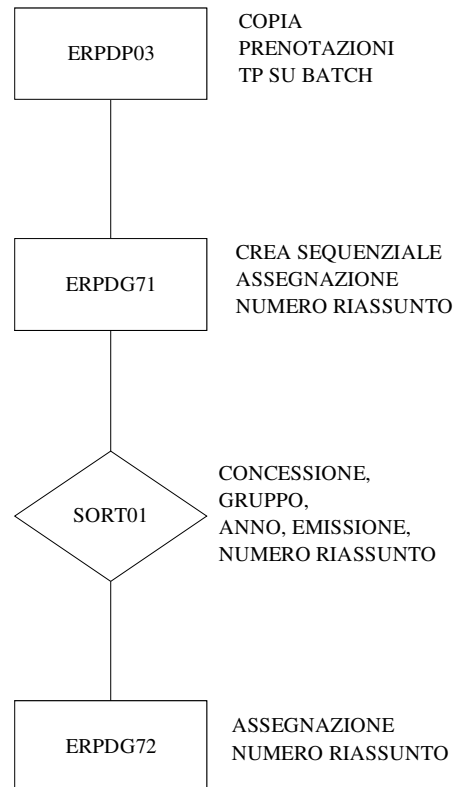 ERPDP03
COPIA
PRENOTAZIONI
TP SU BATCH
ERPDG71
CREA SEQUENZIALE
ASSEGNAZIONE
NUMERO RIASSUNTO
SORT01
CONCESSIONE,
GRUPPO,
ANNO, EMISSIONE,
NUMERO RIASSUNTO
ERPDG72
ASSEGNAZIONE
NUMERO RIASSUNTO